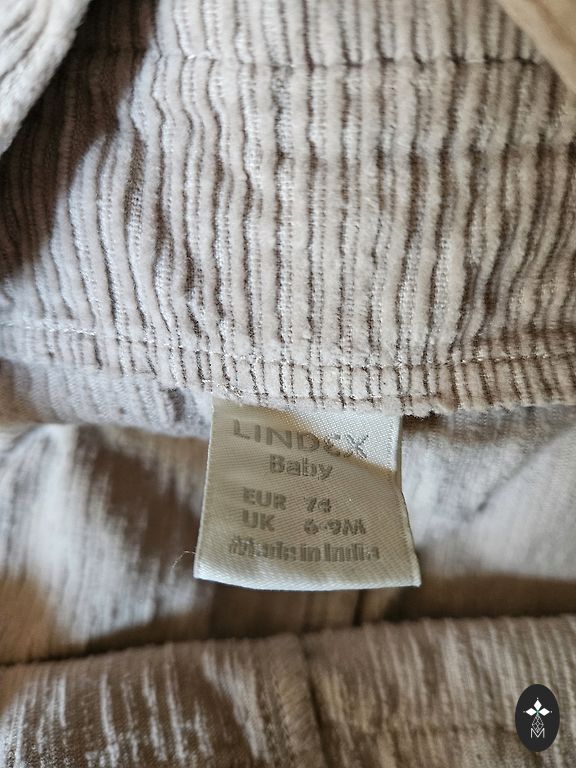 LINDEX
Baby
EUR 74
UK 6-9M
Made in India
M